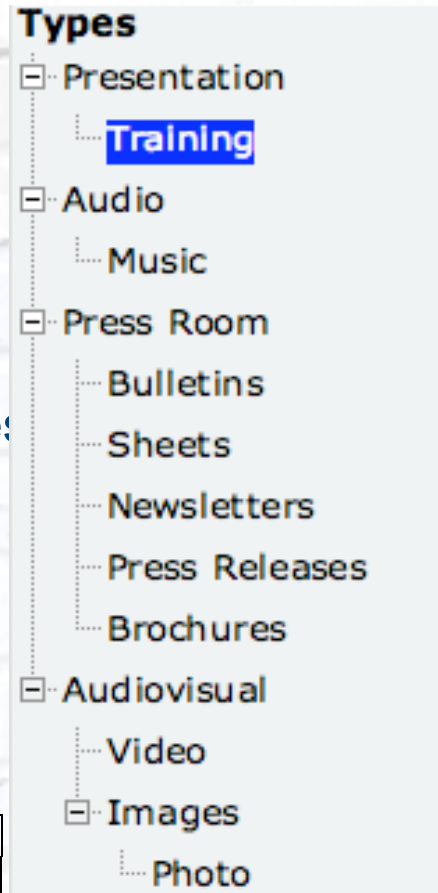 Types
Presentation
Training
Audio
Music
Press Room
Bulletins
Sheets
Newsletters
Press Releases
Brochures
Audiovisual
Video
Images
Photo